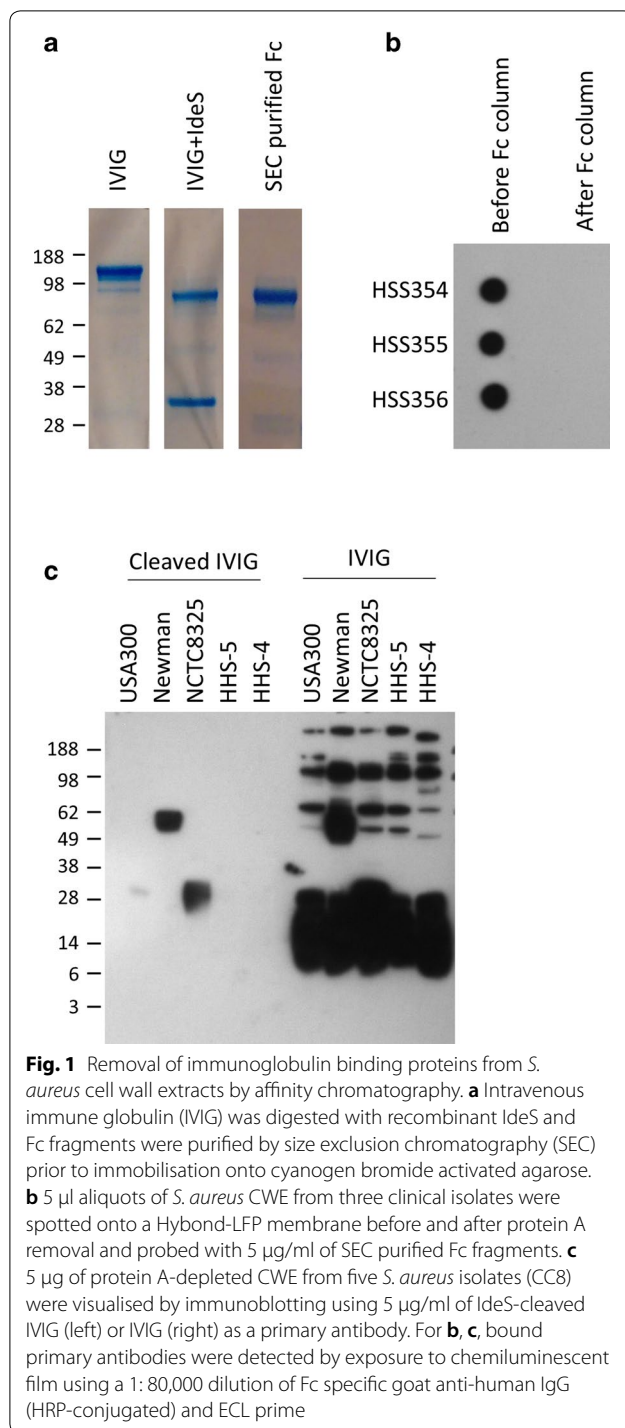 a
IVIG
IVIG+IdeS
SEC purified Fc
188
98
62
49
38
28
b
Before Fc column
After Fc column
HSS354
HSS355
HSS356
c
Cleaved IVIG
IVIG
USA300
Newman
NCTC8325
HHS-5
HHS-4
USA300
Newman
NCTC8325
HHS-5
HHS-4
188
98
62
49
38
28
14
6
3
Fig. 1 Removal of immunoglobulin binding proteins from S.
aureus cell wall extracts by affinity chromatography. a Intravenous
immune globulin (IVIG) was digested with recombinant IdeS and
Fc fragments were purified by size exclusion chromatography (SEC)
prior to immobilisation onto cyanogen bromide activated agarose.
b 5 µl aliquots of S. aureus CWE from three clinical isolates were
spotted onto a Hybond-LFP membrane before and after protein A
removal and probed with 5 µg/ml of SEC purified Fc fragments. c
5 µg of protein A-depleted CWE from five S. aureus isolates (CC8)
were visualised by immunoblotting using 5 µg/ml of IdeS-cleaved
IVIG (left) or IVIG (right) as a primary antibody. For b, c, bound
primary antibodies were detected by exposure to chemiluminescent
film using a 1: 80,000 dilution of Fc specific goat anti-human IgG
(HRP-conjugated) and ECL prime